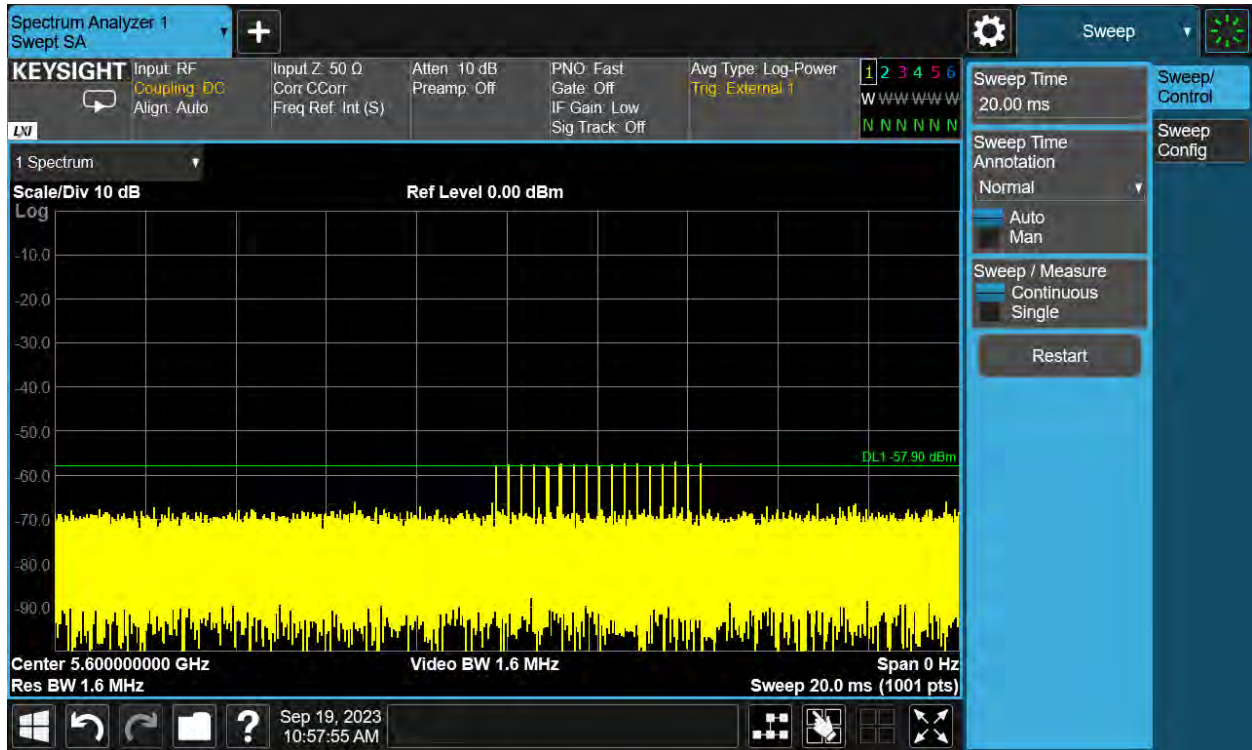 Spectrum Analyzer 1
Swept SA
+
Sweep
KEYSIGHT
LXI
Input: RF
Coupling: DC
Align: Auto
Input Z: 50 Ω
Corr CCorr
Freq Ref: Int (S)
Atten: 10 dB
Preamp: Off
PNO: Fast
Gate: Off
IF Gain: Low
Sig Track: Off
Avg Type: Log-Power
Trig: External 1
1 2 3 4 5 6
W W W W W W
N N N N N N
1 Spectrum
Scale/Div 10 dB
Ref Level 0.00 dBm
Log
-10.0
-20.0
-30.0
-40.0
-50.0
-60.0
-70.0
-80.0
-90.0
DL1 -57.90 dBm
Center 5.600000000 GHz
Video BW 1.6 MHz
Span 0 Hz
Res BW 1.6 MHz
Sweep 20.0 ms (1001 pts)
Sweep Time
20.00 ms
Sweep Time
Annotation
Normal
Auto
Man
Sweep / Measure
Continuous
Single
Restart
Sweep/
Control
Sweep
Config
?
Sep 19, 2023
10:57:55 AM